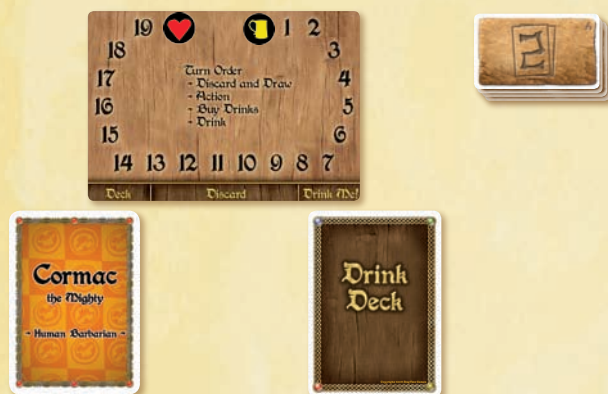 19 1 2
18 3
17 4
16 5
15 6
14 13 12 11 10 9 8 7
Turn Order
- Discard and Draw
- Action
- Buy Drinks
- Drink
Deck Discard Drink Me!
Cormac
the Mighty
- Human Barbarian -
Drink
Deck